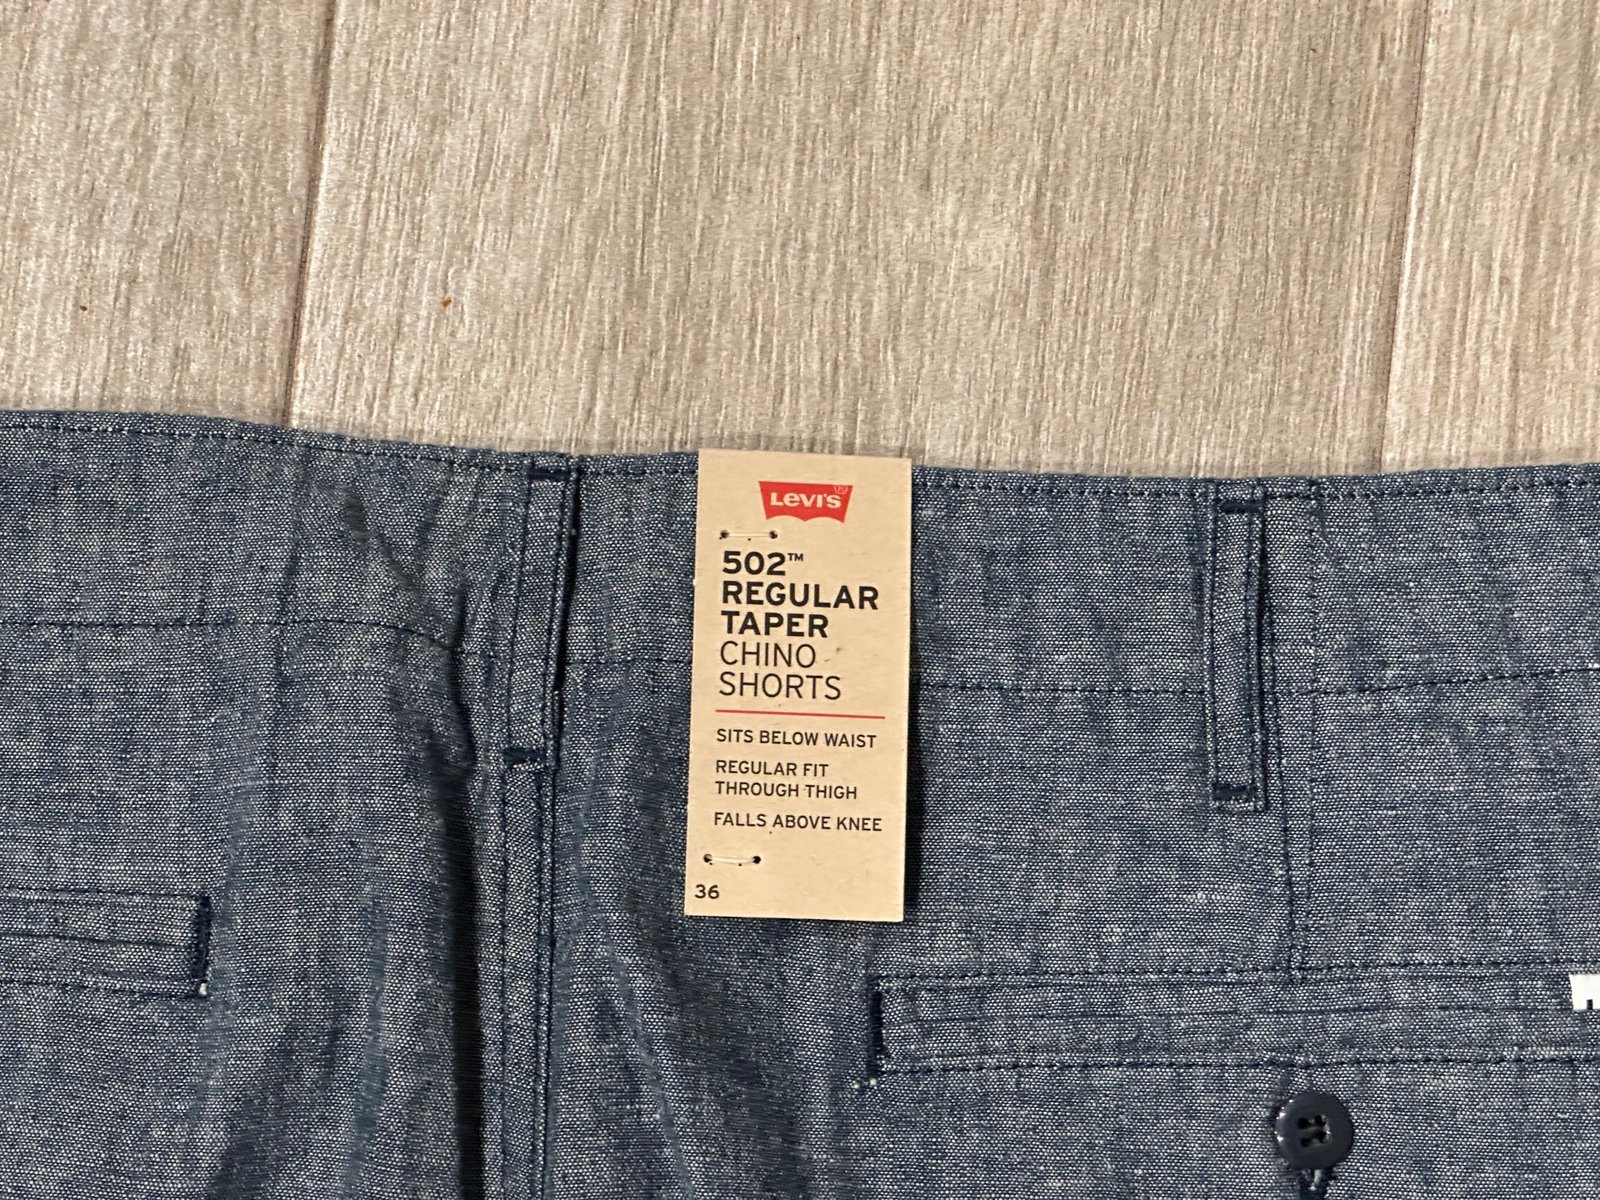 LEVI'S®
502™
REGULAR
TAPER
CHINO
SHORTS
SITS BELOW WAIST
REGULAR FIT
THROUGH THIGH
FALLS ABOVE KNEE
36